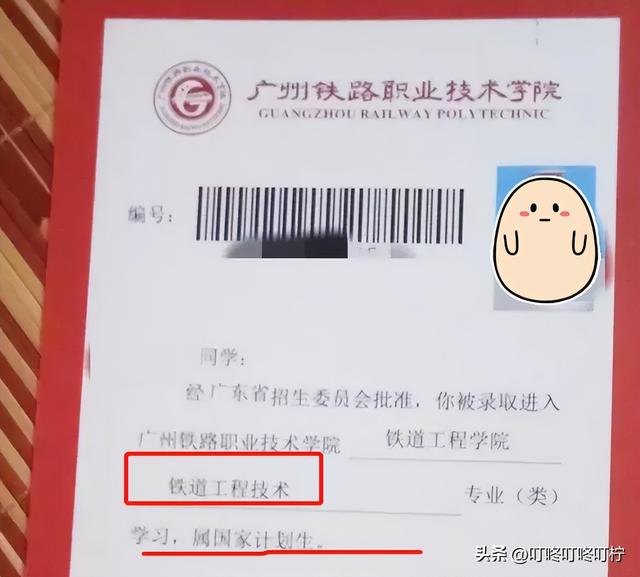 广州铁路职业技术学院
GUANGZHOU RAILWAY POLYTECHNIC
编号：
同学：
经广东省招生委员会批准，你被录取进入
广州铁路职业技术学院 铁道工程学院
铁道工程技术 专业（类）
学习，属国家计划生。
头条 @叮咚叮咚叮柠